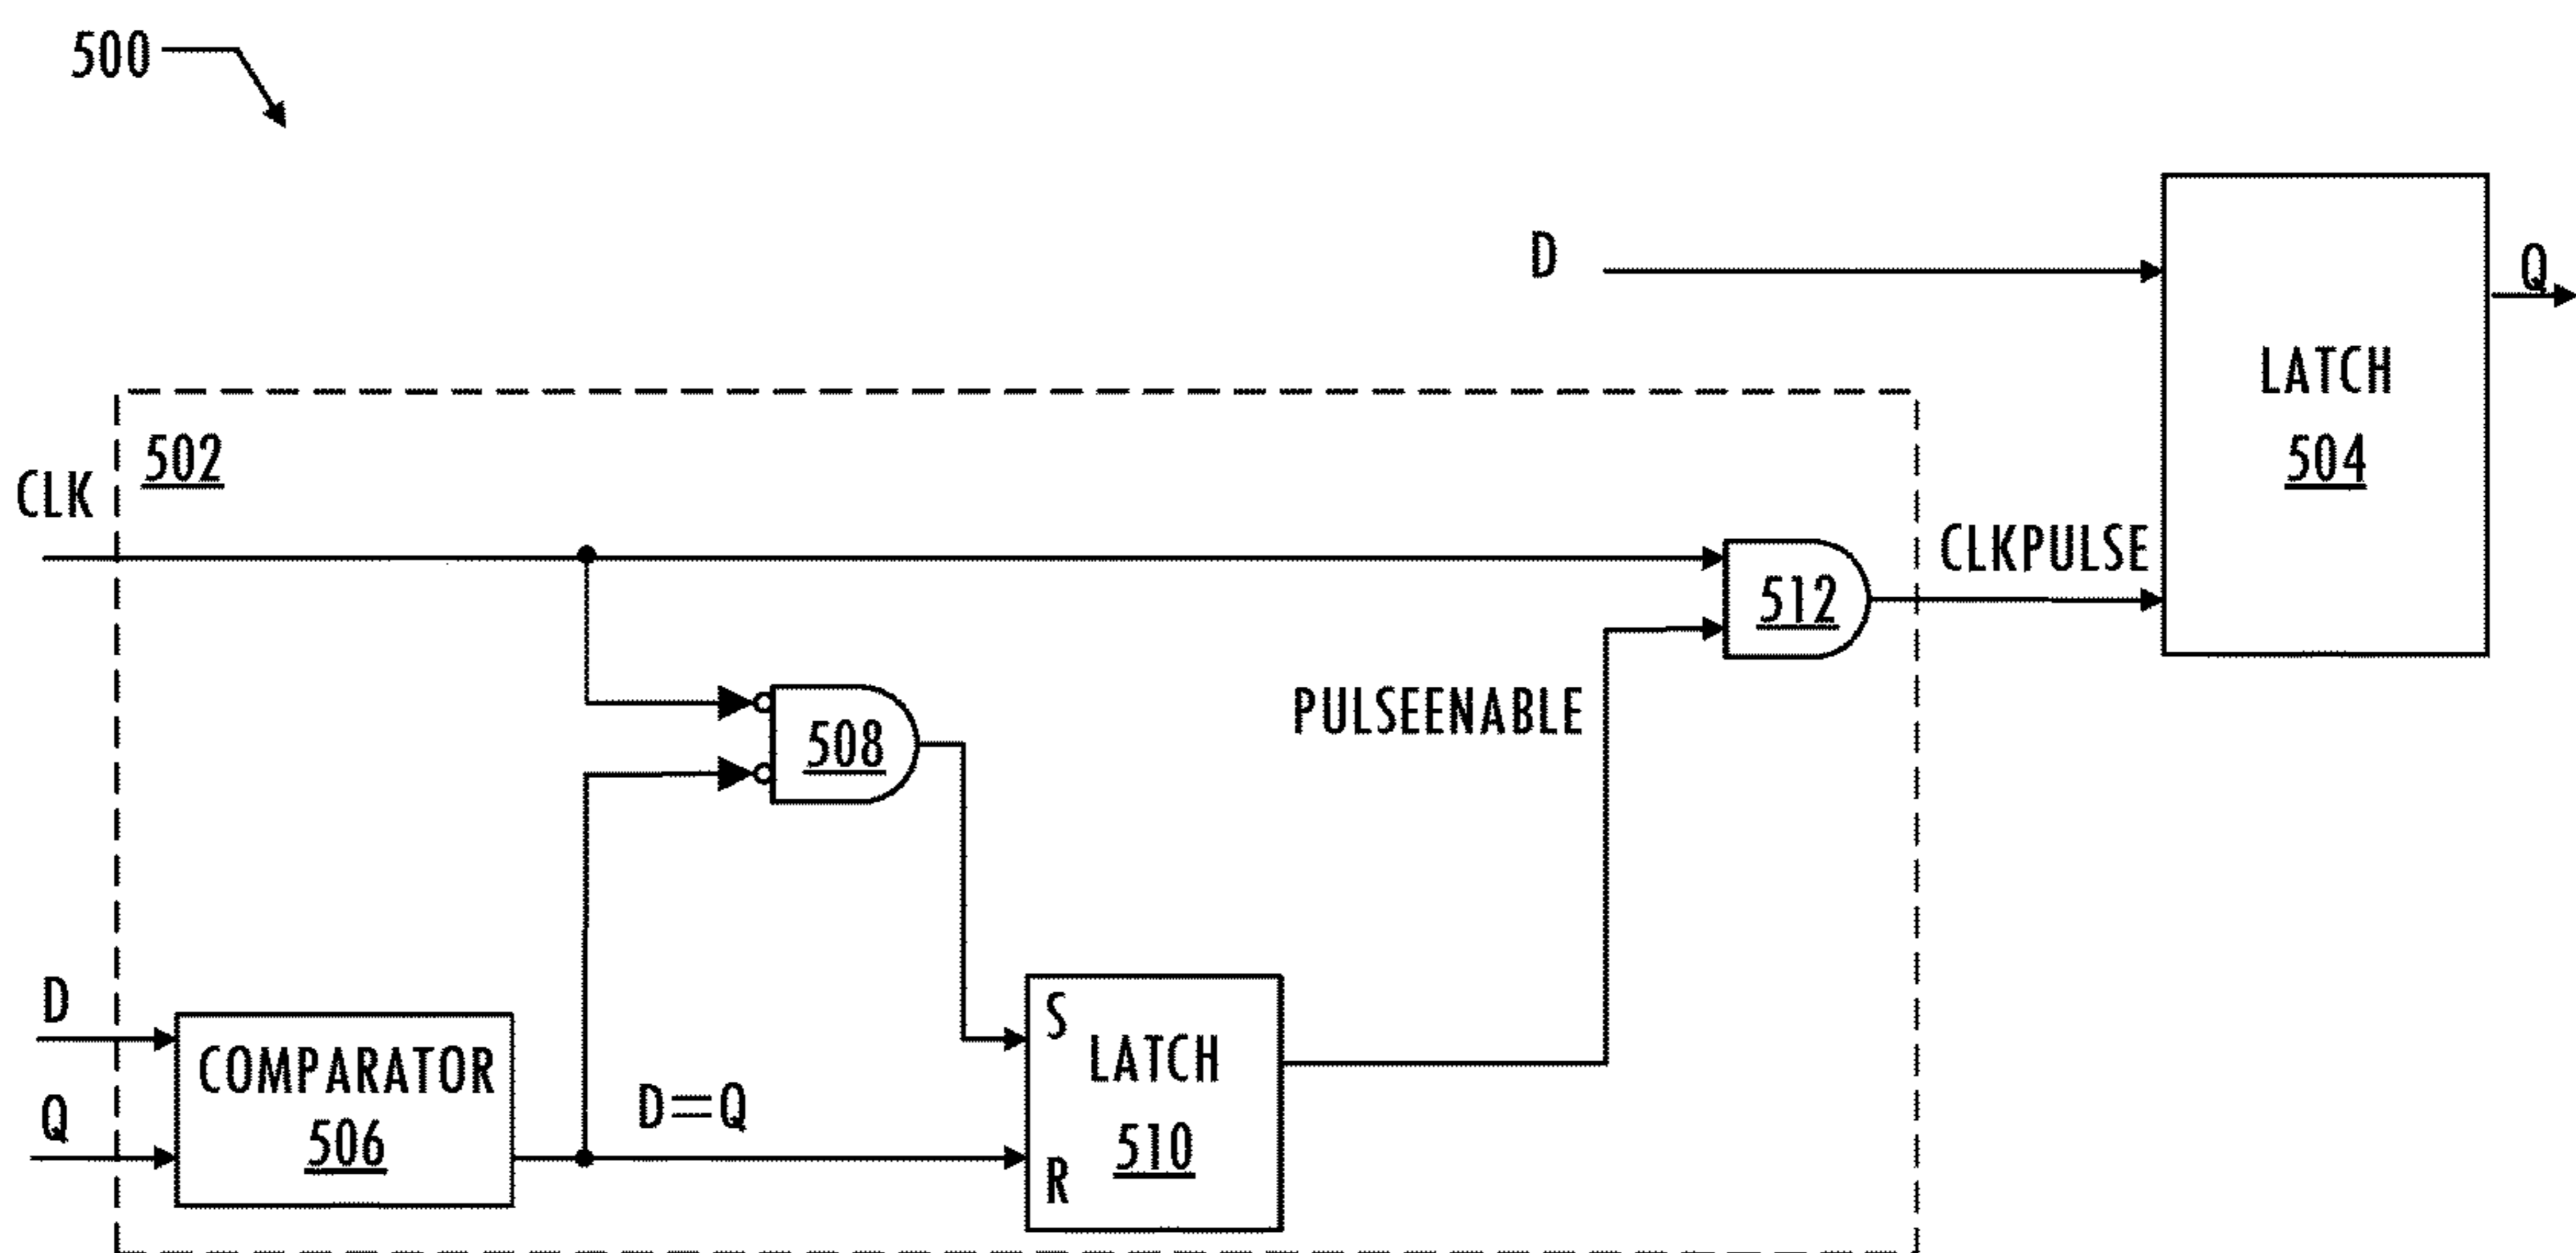 500
D
Q
LATCH
504
502
CLK
CLKPULSE
512
508
PULSEENABLE
D
Q
COMPARATOR
506
D=Q
S
LATCH
510
R